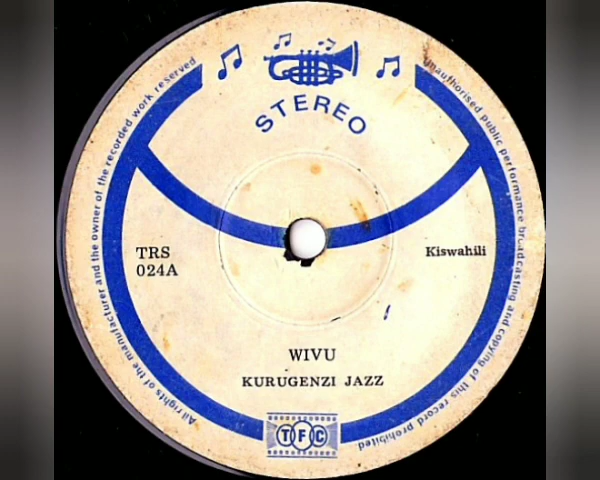 All rights of the manufacturer and the owner of the recorded work reserved
Unauthorised public performance broadcasting and copying of this record prohibited.
STEREO
TRS
024A
Kiswahili
WIVU
KURUGENZI JAZZ
TFC